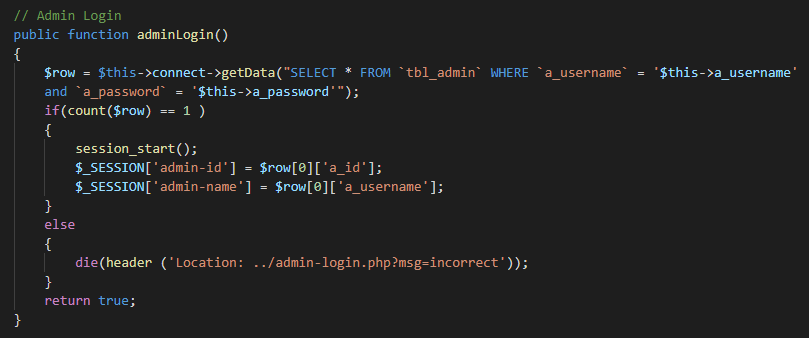 // Admin Login
public function adminLogin()
{
    $row = $this->connect->getData("SELECT * FROM `tbl_admin` WHERE `a_username` = '$this->a_username'
    and `a_password` = '$this->a_password'");
    if(count($row) == 1 )
    {
        session_start();
        $_SESSION['admin-id'] = $row[0]['a_id'];
        $_SESSION['admin-name'] = $row[0]['a_username'];
    }
    else
    {
        die(header ('Location: ../admin-login.php?msg=incorrect'));
    }
    return true;
}